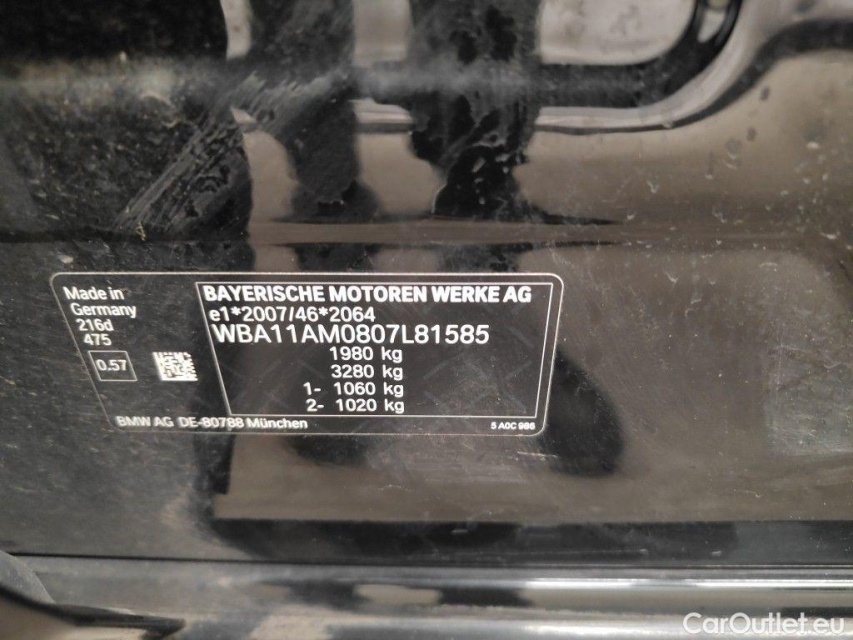 Made in
Germany
216d
475
0.57
BAYERISCHE MOTOREN WERKE AG
e1*2007/46*2064
WBA11AM0807L81585
1980 kg
3280 kg
1- 1060 kg
2- 1020 kg
BMW AG DE-80788 München
5 A0C 986
CarOutlet.eu